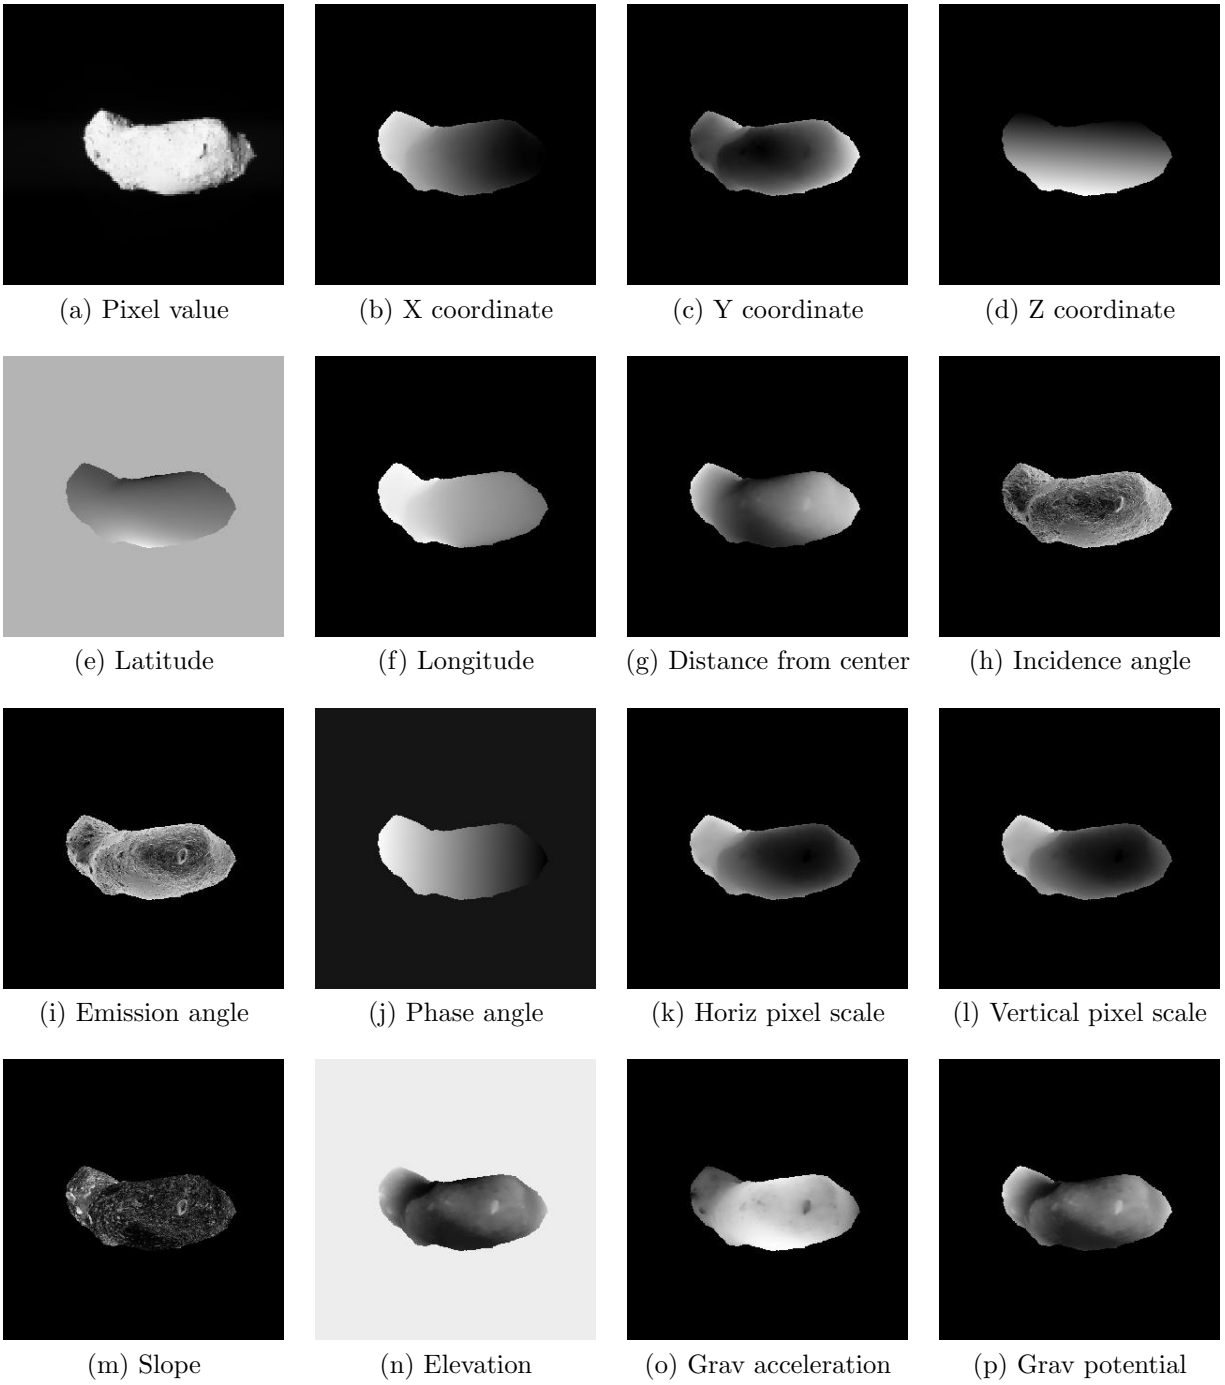 (a) Pixel value
(b) X coordinate
(c) Y coordinate
(d) Z coordinate
(e) Latitude
(f) Longitude
(g) Distance from center
(h) Incidence angle
(i) Emission angle
(j) Phase angle
(k) Horiz pixel scale
(l) Vertical pixel scale
(m) Slope
(n) Elevation
(o) Grav acceleration
(p) Grav potential